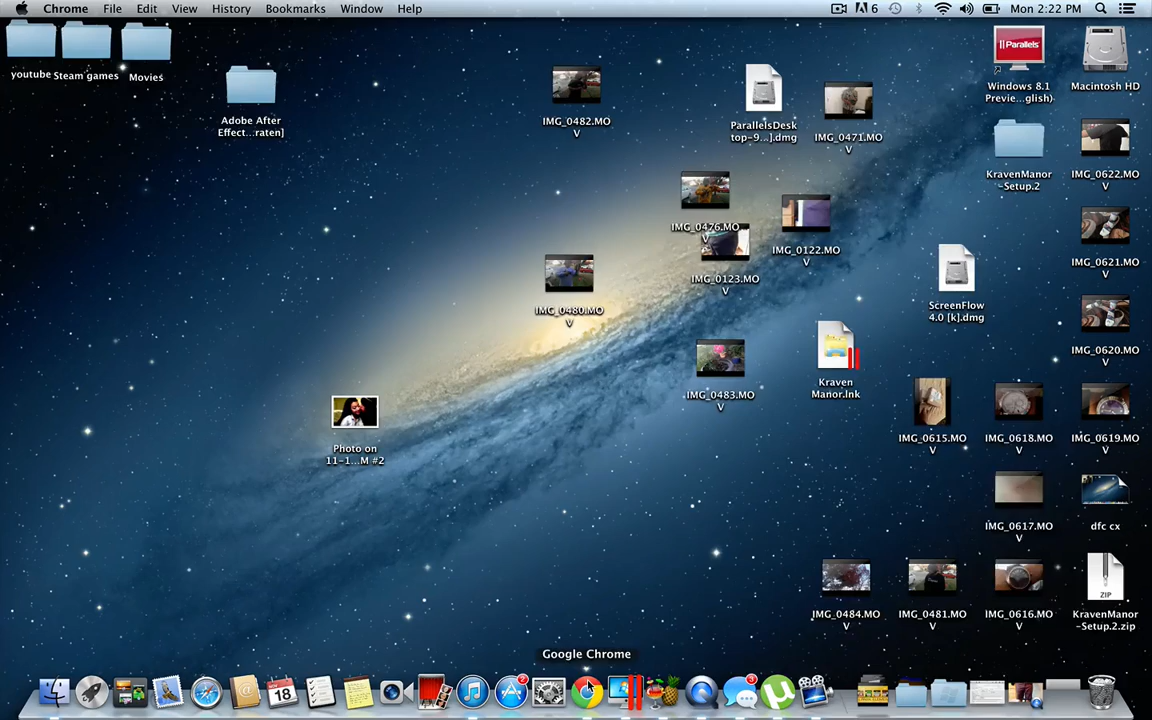 Chrome File Edit View History Bookmarks Window Help
6 Mon 2:22 PM
youtube
Steam games
Movies
Adobe After
Effect...raten]
IMG_0482.MO
V
ParallelsDesk
top-9...].dmg
IMG_0471.MO
V
Parallels
Windows 8.1
Previe...glish)
Macintosh HD
KravenManor
-Setup.2
IMG_0622.MO
V
IMG_0476.MO
V
IMG_0122.MO
V
IMG_0123.MO
V
IMG_0621.MO
V
IMG_0480.MO
V
ScreenFlow
4.0 [k].dmg
IMG_0620.MO
V
IMG_0483.MO
V
Kraven
Manor.lnk
Photo on
11-1...M #2
IMG_0615.MO
V
IMG_0618.MO
V
IMG_0619.MO
V
IMG_0617.MO
V
dfc cx
IMG_0484.MO
V
IMG_0481.MO
V
IMG_0616.MO
V
ZIP
KravenManor
-Setup.2.zip
Google Chrome
18
2
3